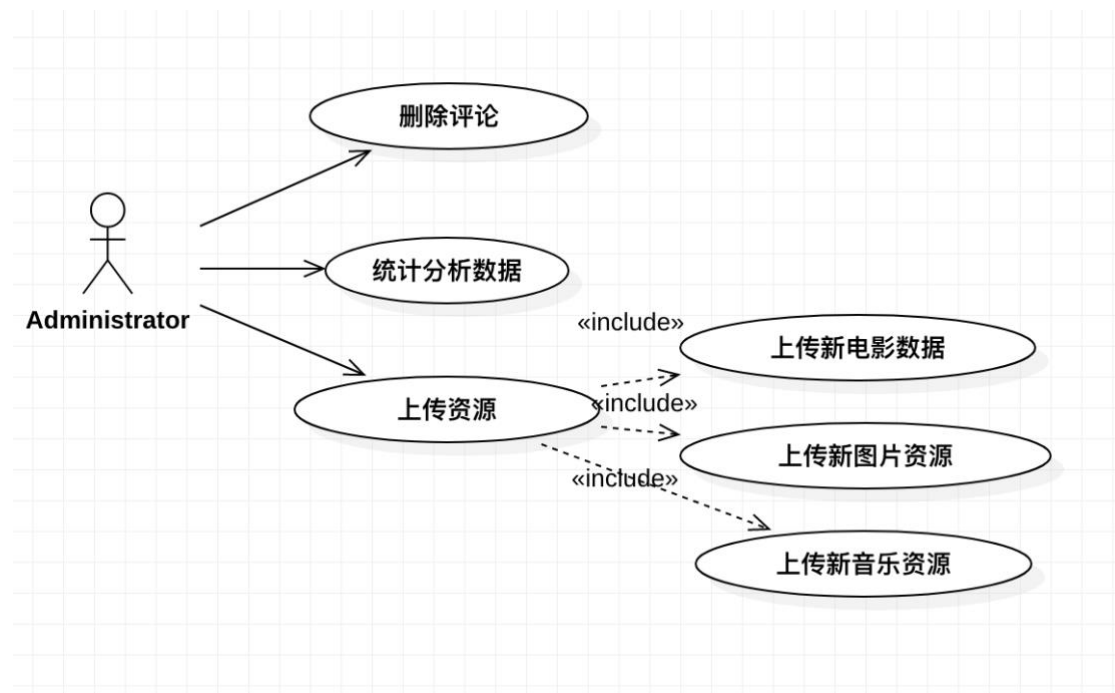 删除评论
统计分析数据
Administrator
«include»
上传新电影数据
上传资源
«include»
上传新图片资源
«include»
上传新音乐资源